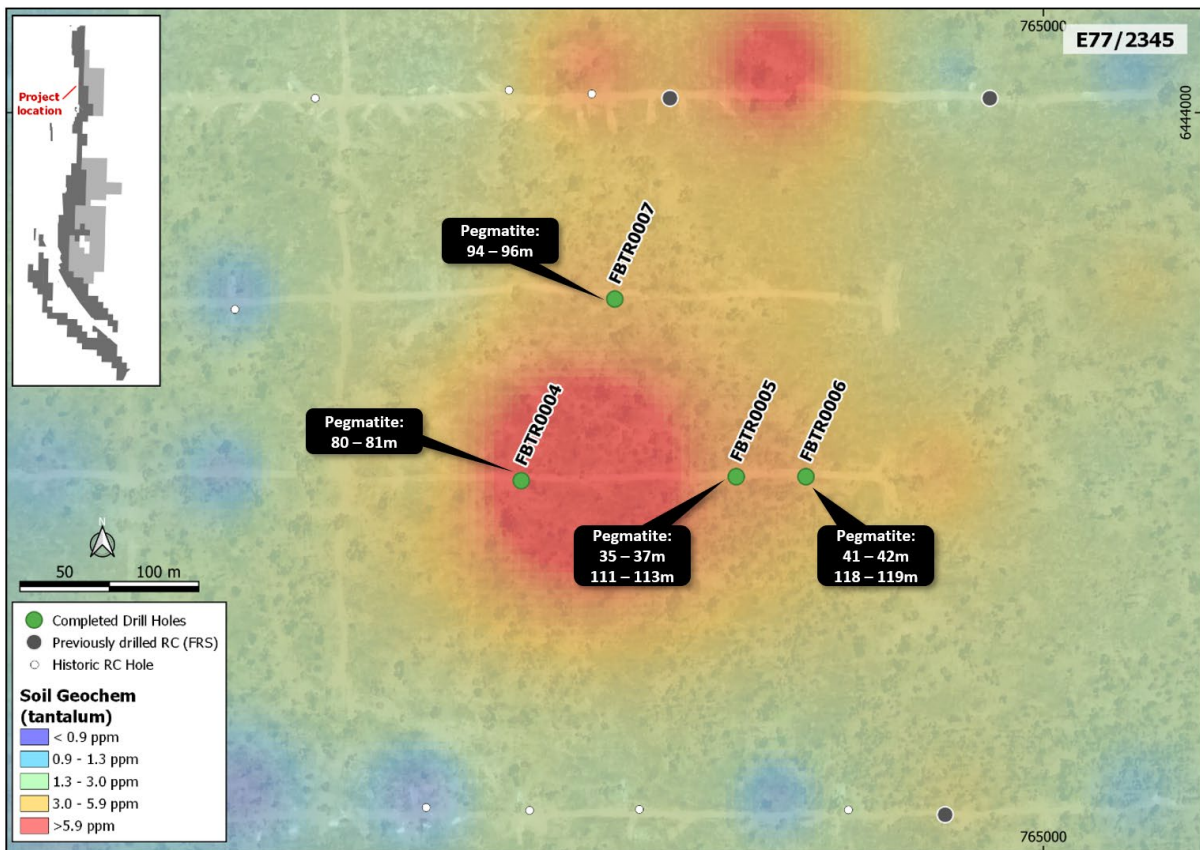 765000
E77/2345
Project
location
6444000
FBTR0007
Pegmatite:
94 – 96m
FBTR0004
FBTR0005
FBTR0006
Pegmatite:
80 – 81m
Pegmatite:
35 – 37m
111 – 113m
Pegmatite:
41 – 42m
118 – 119m
N
50 100 m
Completed Drill Holes
Previously drilled RC (FRS)
Historic RC Hole
Soil Geochem
(tantalum)
< 0.9 ppm
0.9 - 1.3 ppm
1.3 - 3.0 ppm
3.0 - 5.9 ppm
>5.9 ppm
765000